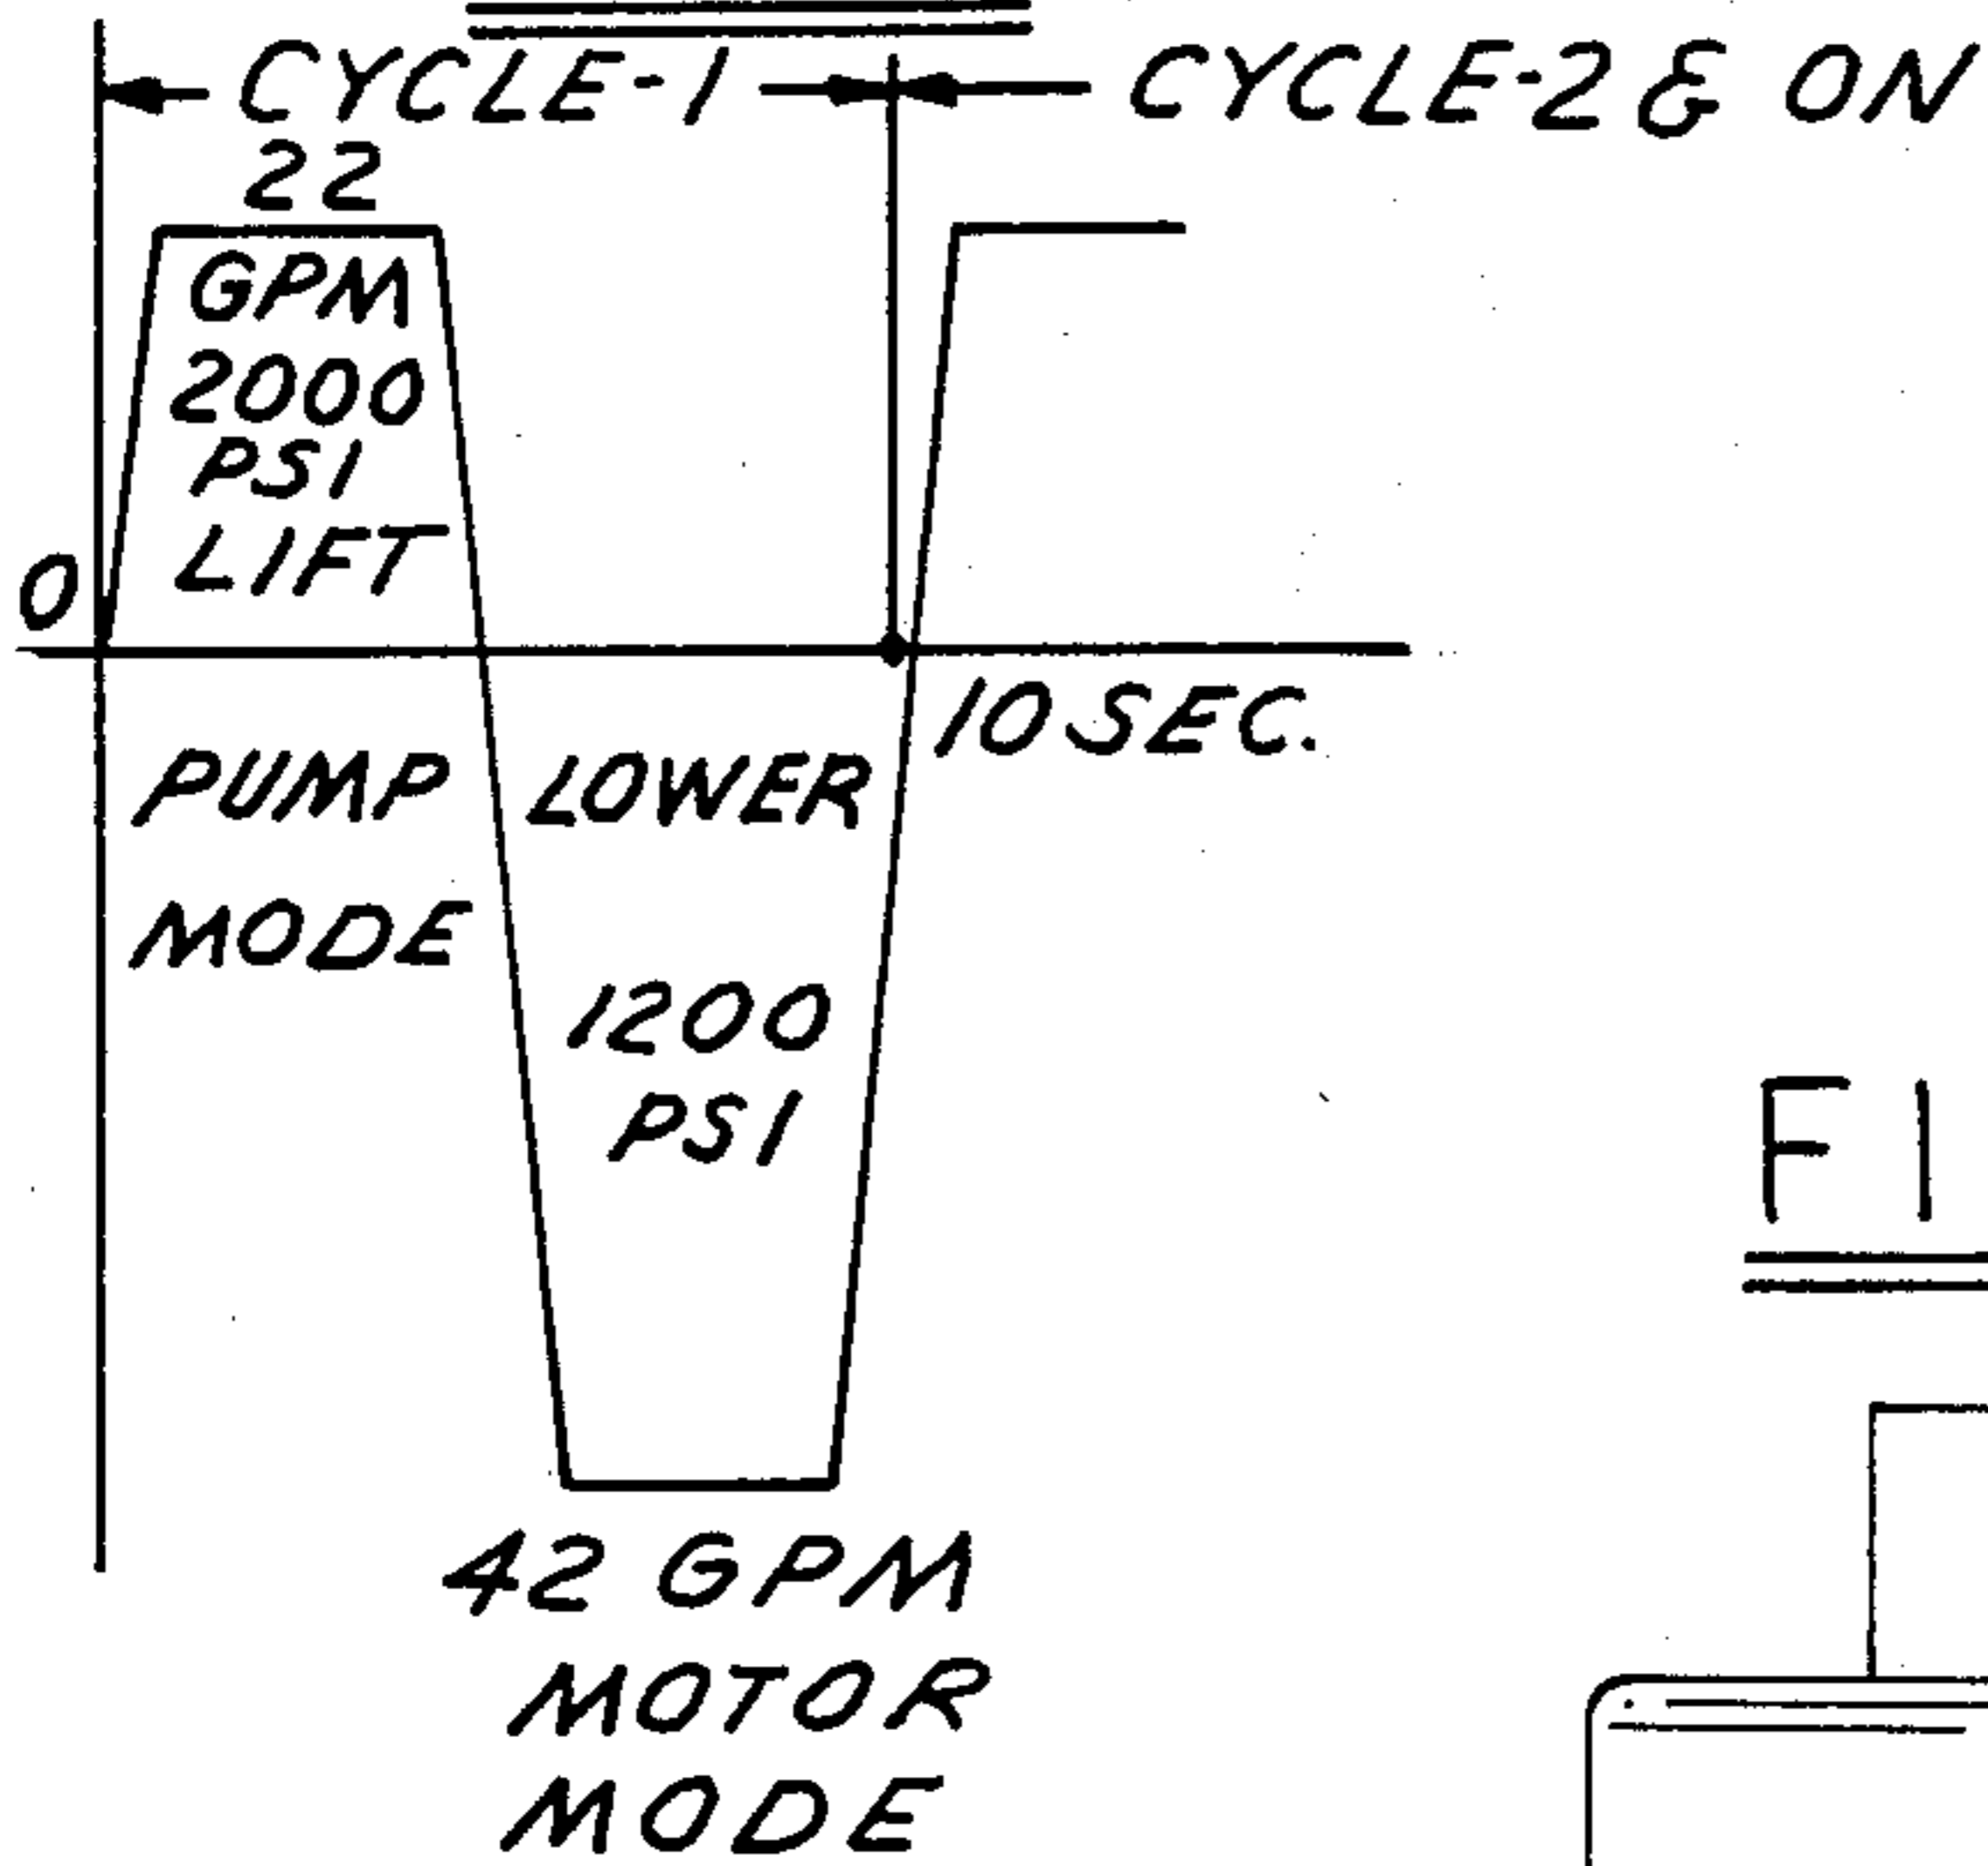 CYCLE-1 CYCLE-2 & ON
22
GPM
2000
PSI
LIFT
0
10 SEC.
PUMP
MODE
LOWER
1200
PSI
42 GPM
MOTOR
MODE
FI